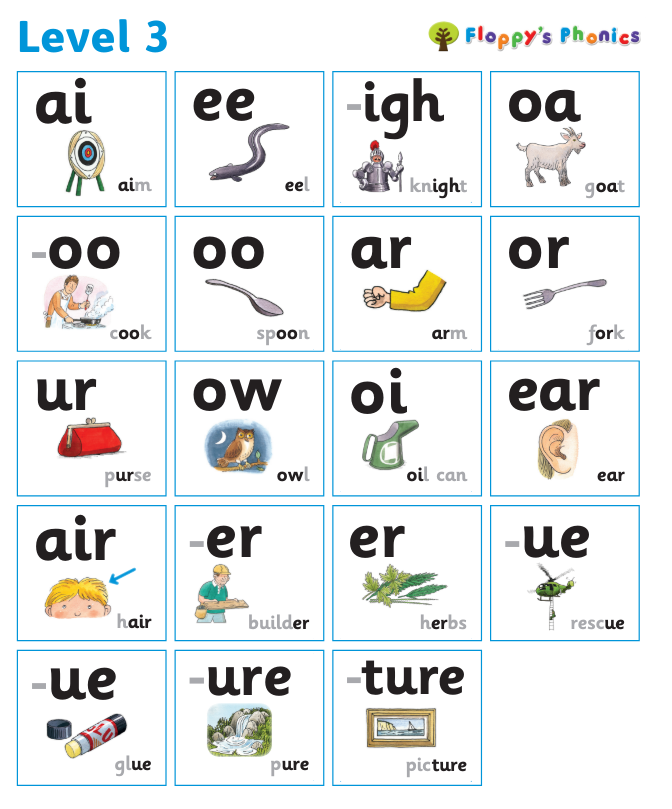 Level 3
Floppy's Phonics
ai
aim
ee
eel
-igh
knight
oa
goat
-oo
cook
oo
spoon
ar
arm
or
fork
ur
purse
ow
owl
oi
oil can
ear
ear
air
hair
-er
builder
er
herbs
-ue
rescue
-ue
glue
-ure
pure
-ture
picture